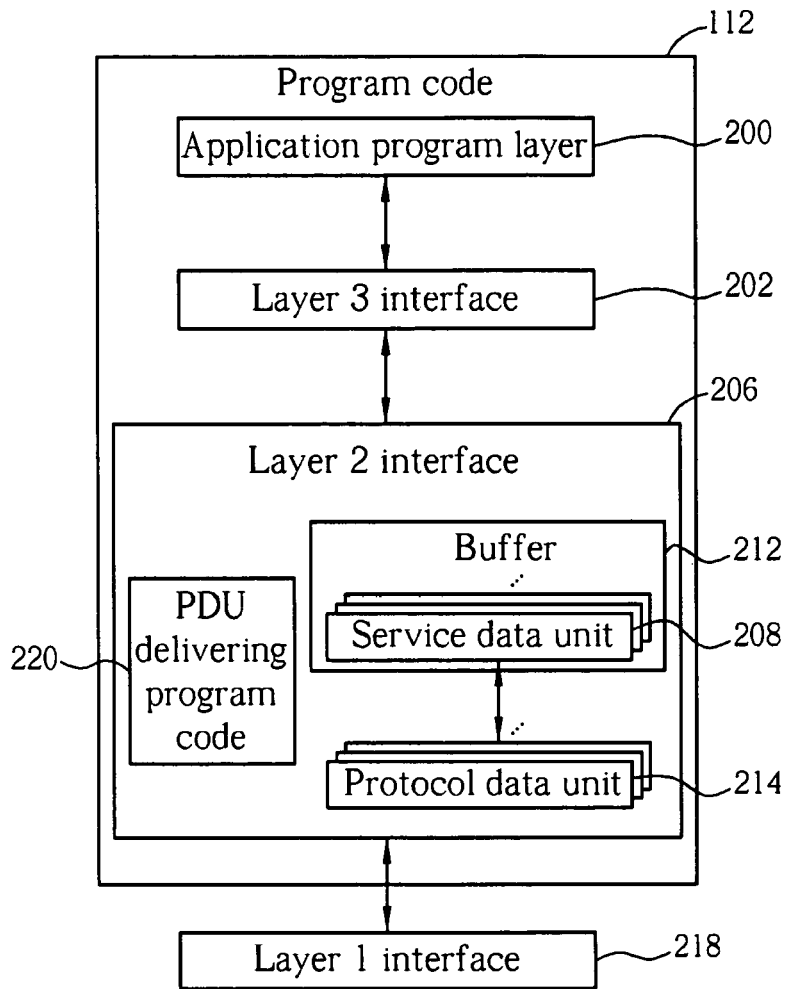 112
Program code
Application program layer
200
Layer 3 interface
202
206
Layer 2 interface
Buffer
212
PDU
delivering
program
code
220
Service data unit
208
Protocol data unit
214
Layer 1 interface
218